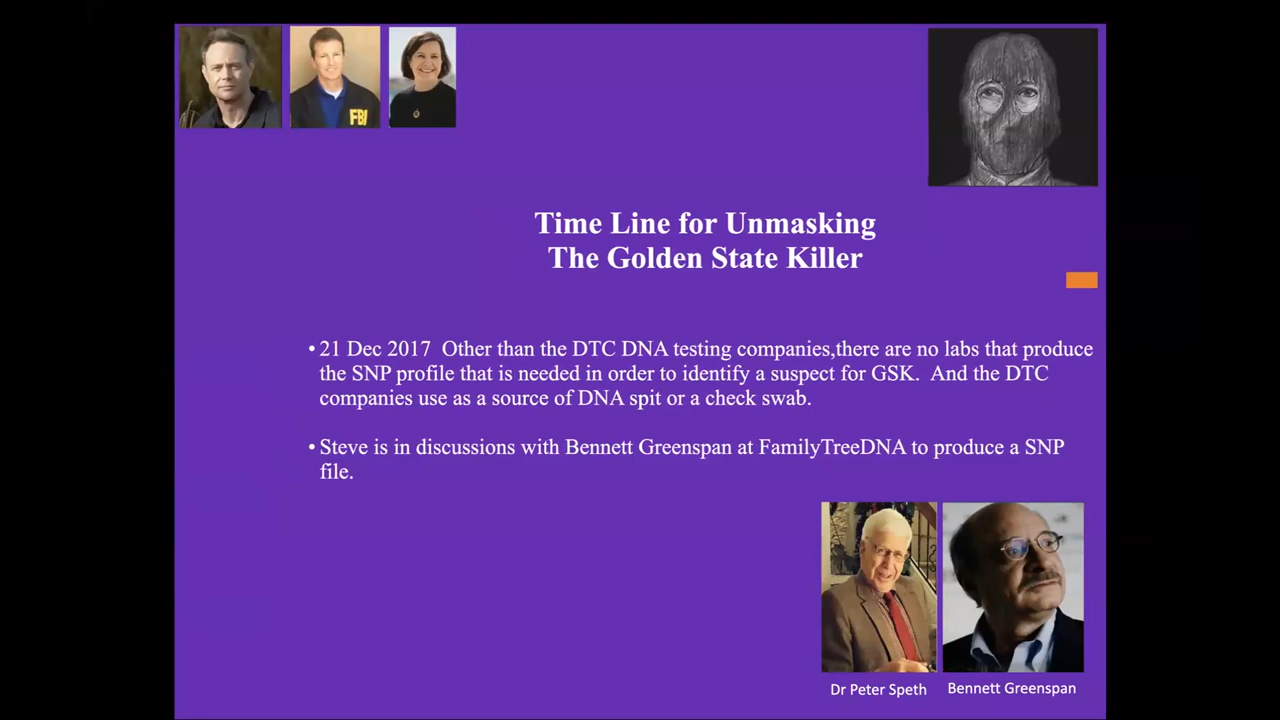 FBI
Time Line for Unmasking
The Golden State Killer
•21 Dec 2017  Other than the DTC DNA testing companies,there are no labs that produce
the SNP profile that is needed in order to identify a suspect for GSK.  And the DTC
companies use as a source of DNA spit or a check swab.
•Steve is in discussions with Bennett Greenspan at FamilyTreeDNA to produce a SNP
file.
Dr Peter Speth
Bennett Greenspan